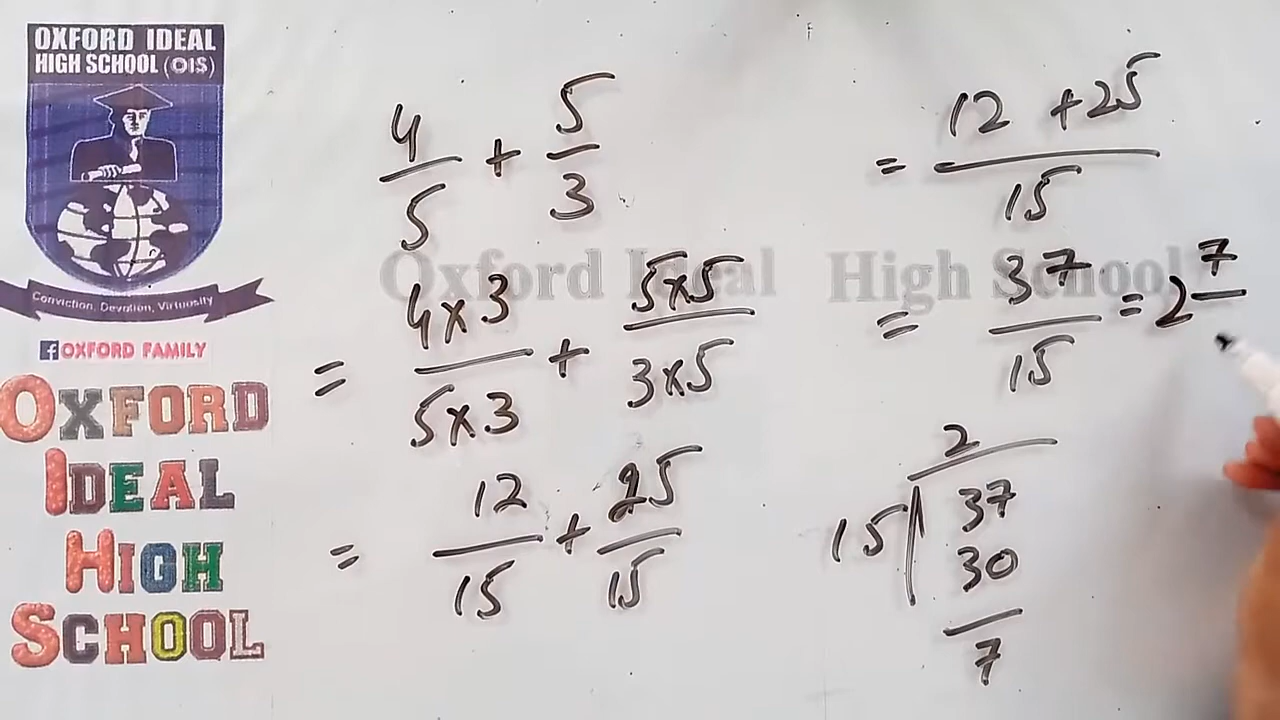 OXFORD IDEAL
HIGH SCHOOL (OIS)
Conviction, Devation, Virtuosity
f OXFORD FAMILY
OXFORD
IDEAL
HIGH
SCHOOL
Oxford Ideal High School
4/5 + 5/3
= 4×3/5×3 + 5×5/3×5
= 12/15 + 25/15
= 12 +25/15
= 37/15 = 2 7/
2
15 37
30
7